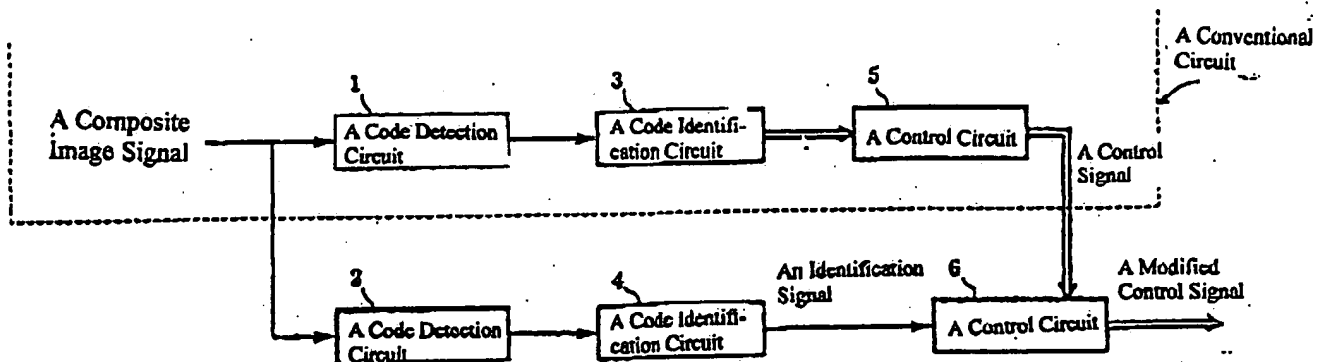 A Conventional
Circuit
1
3
5
A Composite
Image Signal
A Code Detection
Circuit
A Code Identifi-
cation Circuit
A Control Circuit
A Control
Signal
2
4
An Identification
Signal
6
A Modified
Control Signal
A Code Detection
Circuit
A Code Identifi-
cation Circuit
A Control Circuit